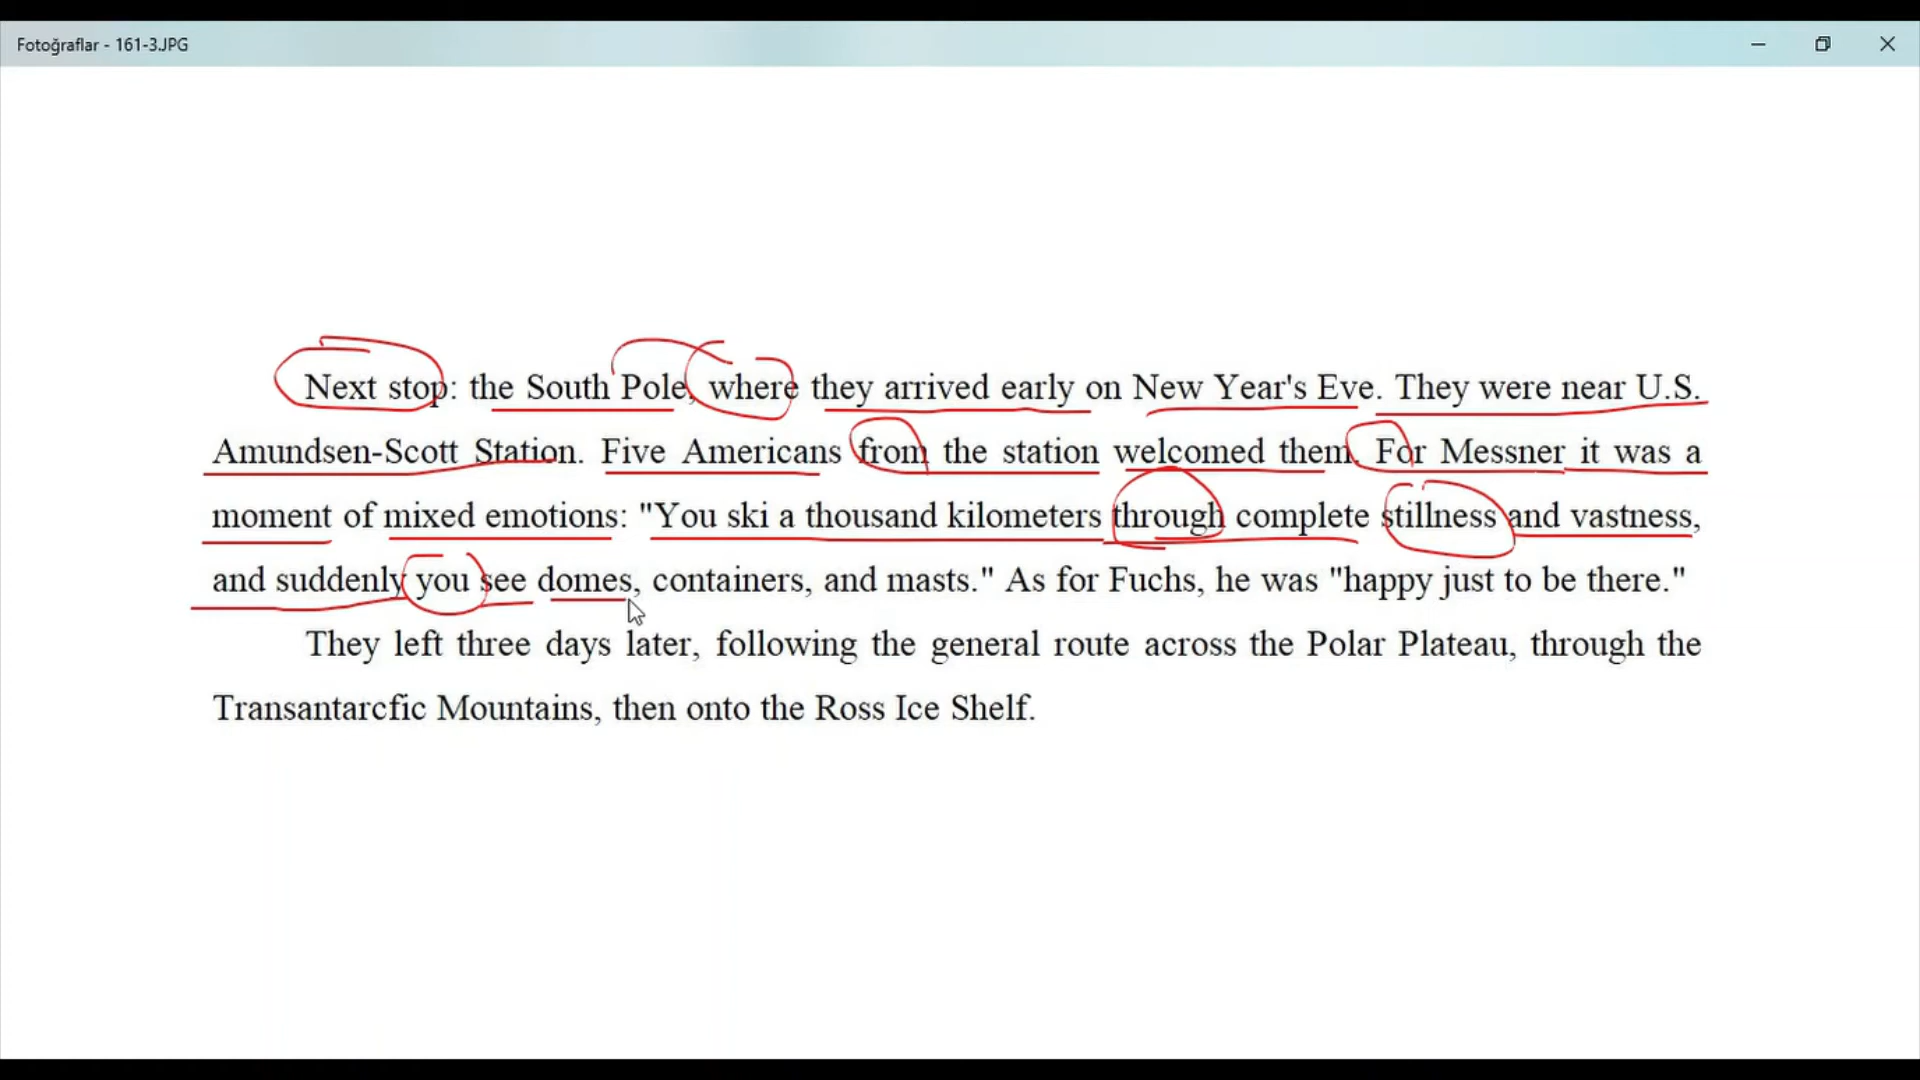 Fotoğraflar - 161-3.JPG
Next stop: the South Pole, where they arrived early on New Year's Eve. They were near U.S.
Amundsen-Scott Station. Five Americans from the station welcomed them. For Messner it was a
moment of mixed emotions: "You ski a thousand kilometers through complete stillness and vastness,
and suddenly you see domes, containers, and masts." As for Fuchs, he was "happy just to be there."
They left three days later, following the general route across the Polar Plateau, through the
Transantarcfic Mountains, then onto the Ross Ice Shelf.